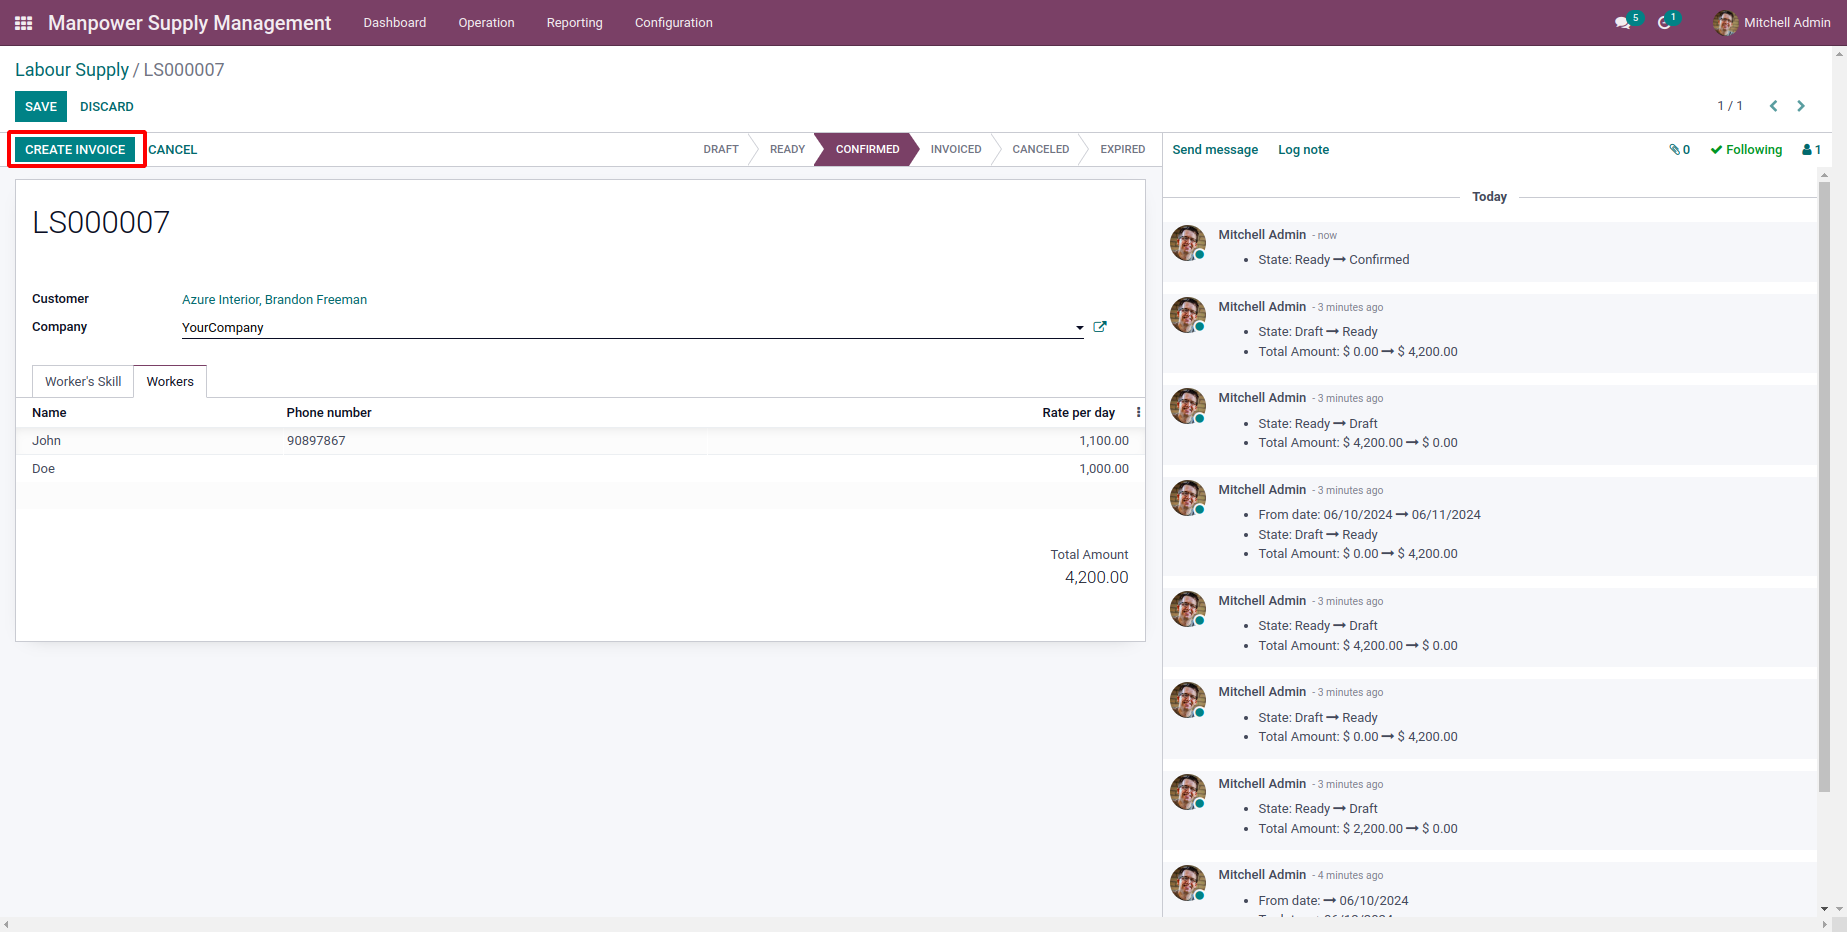 Manpower Supply Management Dashboard Operation Reporting Configuration 5 1 Mitchell Admin
Labour Supply / LS000007
SAVE DISCARD 1 / 1
CREATE INVOICE CANCEL DRAFT READY CONFIRMED INVOICED CANCELED EXPIRED
LS000007
Customer Azure Interior, Brandon Freeman
Company YourCompany
Worker's Skill Workers
Name Phone number Rate per day
John 90897867 1,100.00
Doe 1,000.00
Total Amount
4,200.00
Send message Log note 0 Following 1
Today
Mitchell Admin - now
• State: Ready → Confirmed
Mitchell Admin - 3 minutes ago
• State: Draft → Ready
• Total Amount: $ 0.00 → $ 4,200.00
Mitchell Admin - 3 minutes ago
• State: Ready → Draft
• Total Amount: $ 4,200.00 → $ 0.00
Mitchell Admin - 3 minutes ago
• From date: 06/10/2024 → 06/11/2024
• State: Draft → Ready
• Total Amount: $ 0.00 → $ 4,200.00
Mitchell Admin - 3 minutes ago
• State: Ready → Draft
• Total Amount: $ 4,200.00 → $ 0.00
Mitchell Admin - 3 minutes ago
• State: Draft → Ready
• Total Amount: $ 0.00 → $ 4,200.00
Mitchell Admin - 3 minutes ago
• State: Ready → Draft
• Total Amount: $ 2,200.00 → $ 0.00
Mitchell Admin - 4 minutes ago
• From date: → 06/10/2024